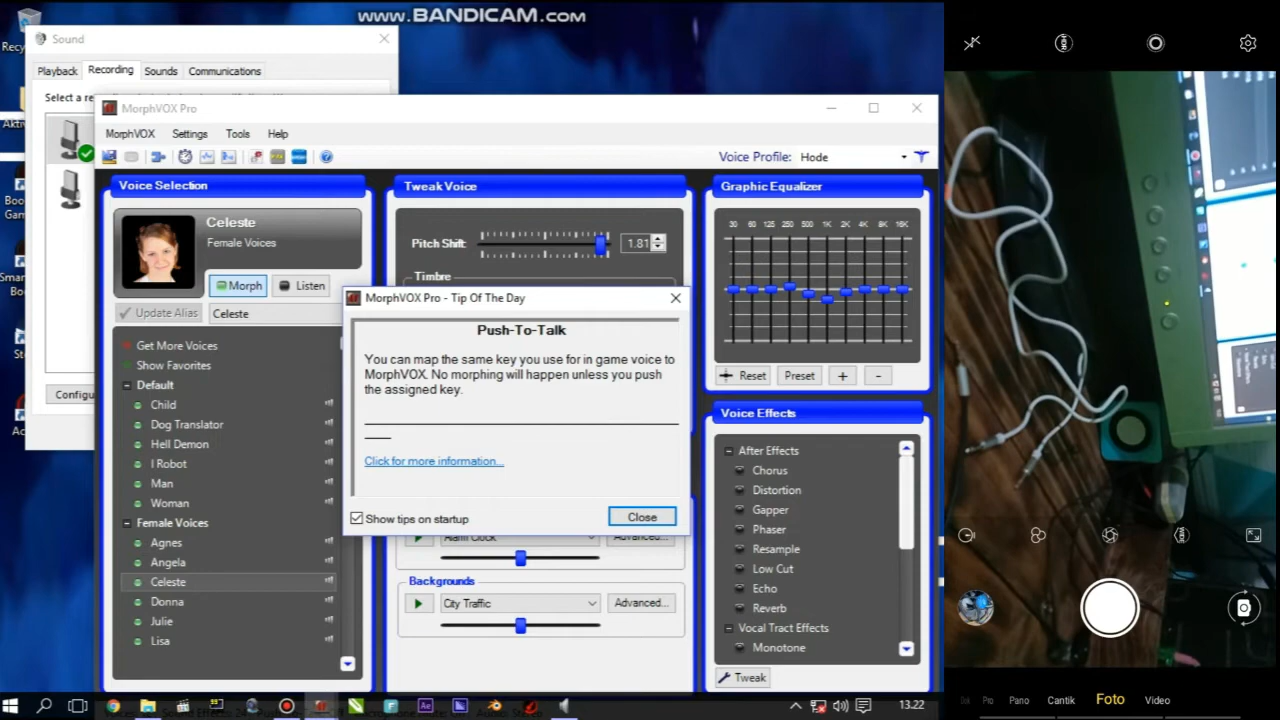 www.BANDICAM.com
Sound
Playback
Recording
Sounds
Communications
MorphVOX Pro
MorphVOX
Settings
Tools
Help
Voice Profile:
Hode
Voice Selection
Celeste
Female Voices
Morph
Listen
Update Alias
Celeste
Get More Voices
Show Favorites
Default
Child
Dog Translator
Hell Demon
I Robot
Man
Woman
Female Voices
Agnes
Angela
Celeste
Donna
Julie
Lisa
Tweak Voice
Pitch Shift:
1.81
Timbre
MorphVOX Pro - Tip Of The Day
Push-To-Talk
You can map the same key you use for in game voice to
MorphVOX. No morphing will happen unless you push
the assigned key.
Click for more information...
Show tips on startup
Close
Alarm Clock
Advanced...
Backgrounds
City Traffic
Advanced...
Graphic Equalizer
30 60 125 250 500 1K 2K 4K 8K 16K
Reset
Preset
+
-
Voice Effects
After Effects
Chorus
Distortion
Gapper
Phaser
Resample
Low Cut
Echo
Reverb
Vocal Tract Effects
Monotone
Tweak
13.22
Pro
Pano
Cantik
Foto
Video